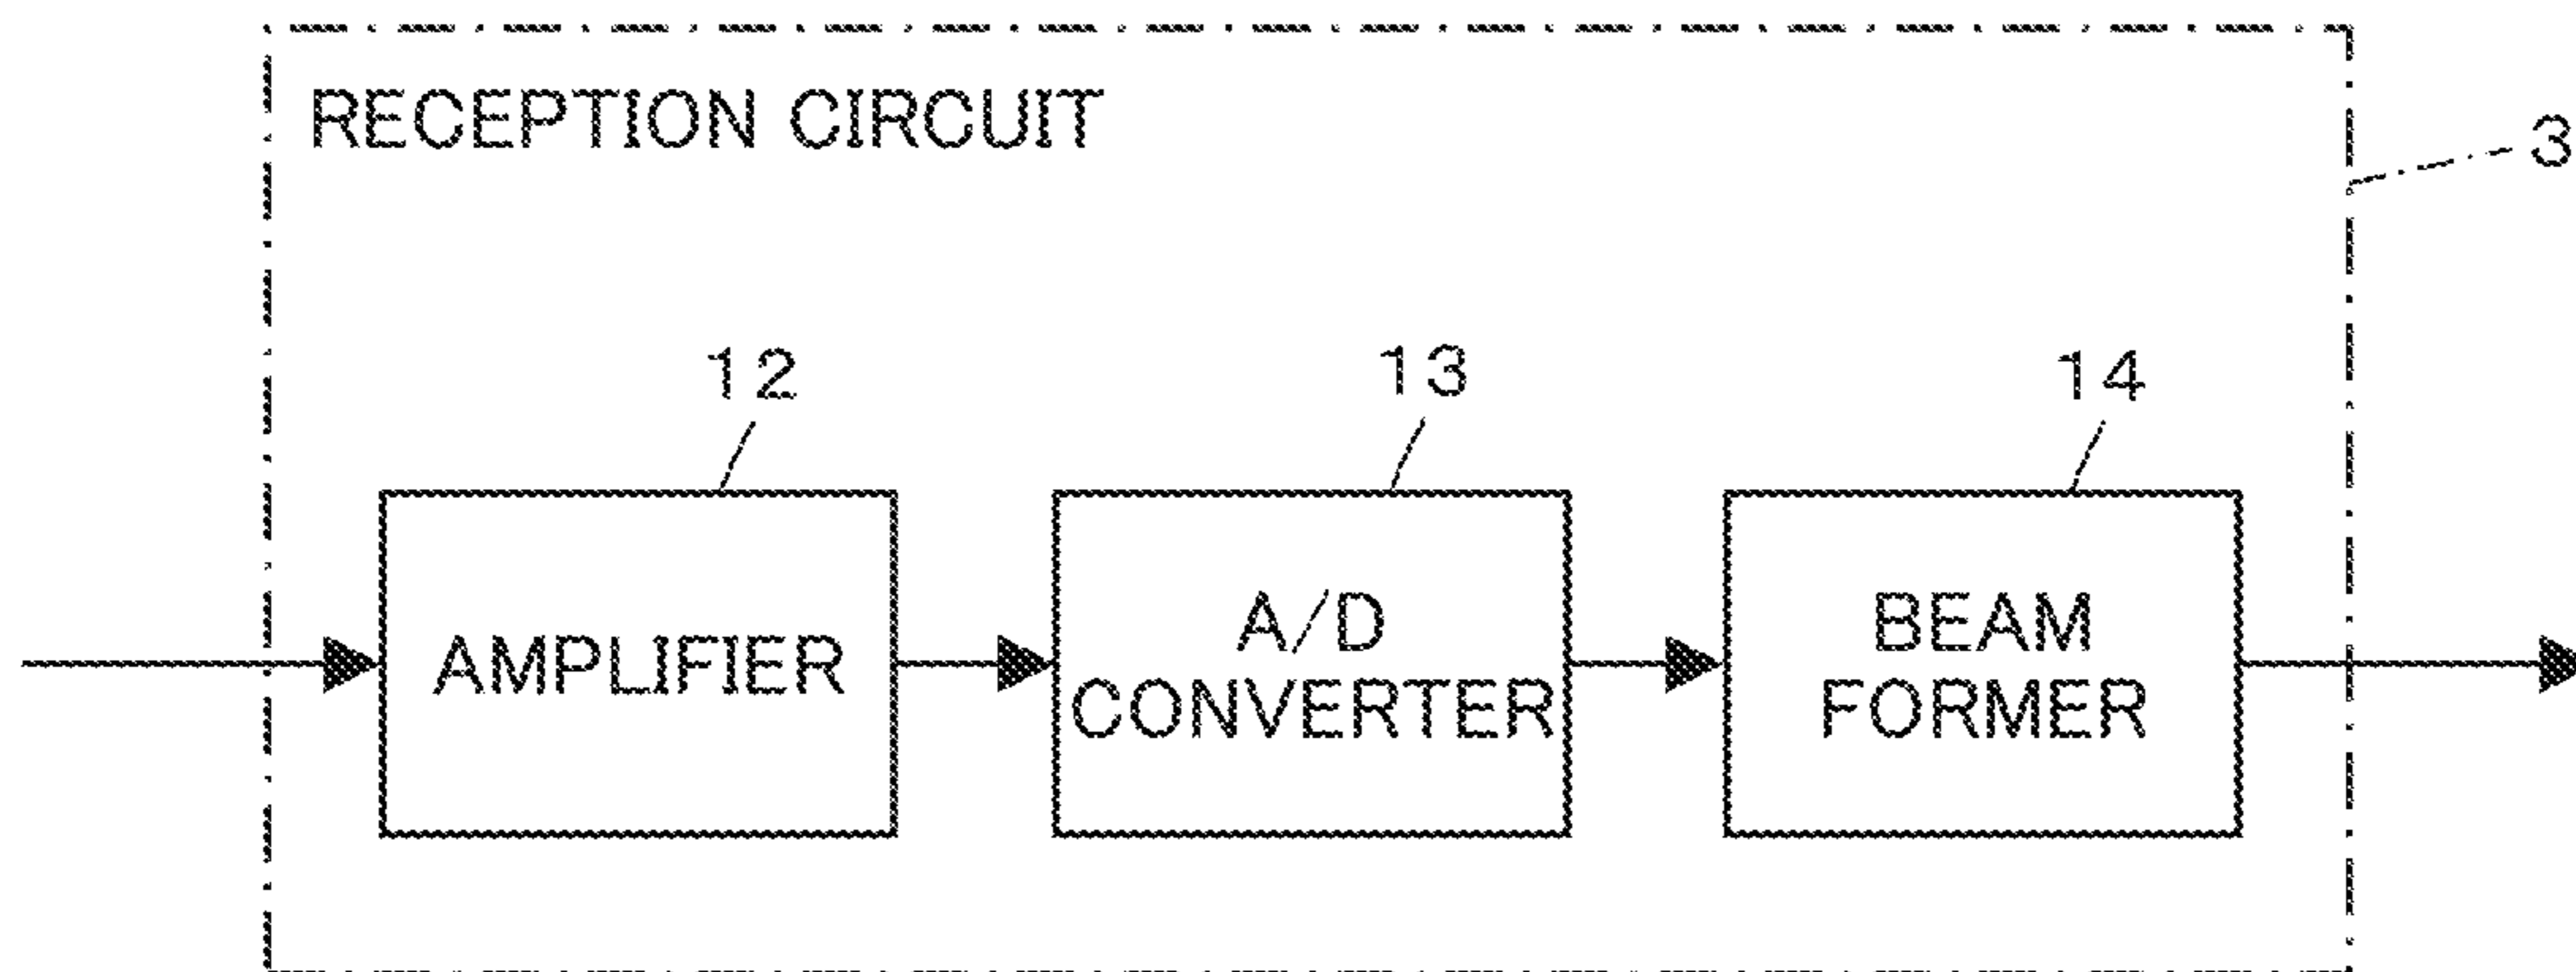 RECEPTION CIRCUIT
3
12
13
14
AMPLIFIER
A/D
CONVERTER
BEAM
FORMER